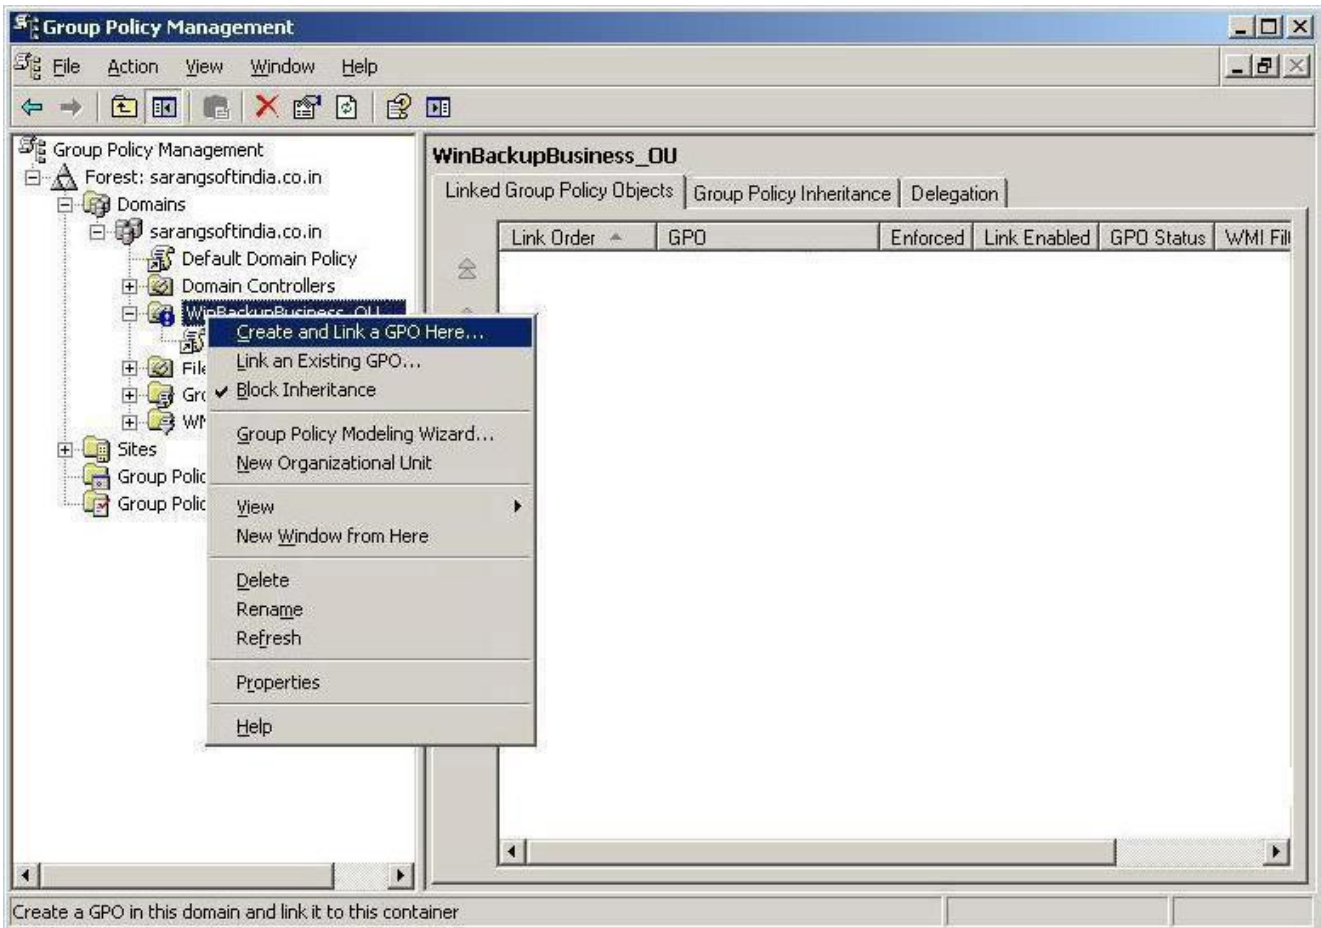 Group Policy Management
File Action View Window Help
Group Policy Management
Forest: sarangsoftindia.co.in
Domains
sarangsoftindia.co.in
Default Domain Policy
Domain Controllers
WinBackupBusiness_OU
Sites
Group Polic
Group Polic
Create and Link a GPO Here...
Link an Existing GPO...
Block Inheritance
Group Policy Modeling Wizard...
New Organizational Unit
View
New Window from Here
Delete
Rename
Refresh
Properties
Help
WinBackupBusiness_OU
Linked Group Policy Objects Group Policy Inheritance Delegation
Link Order GPO Enforced Link Enabled GPO Status WMI Filt
Create a GPO in this domain and link it to this container